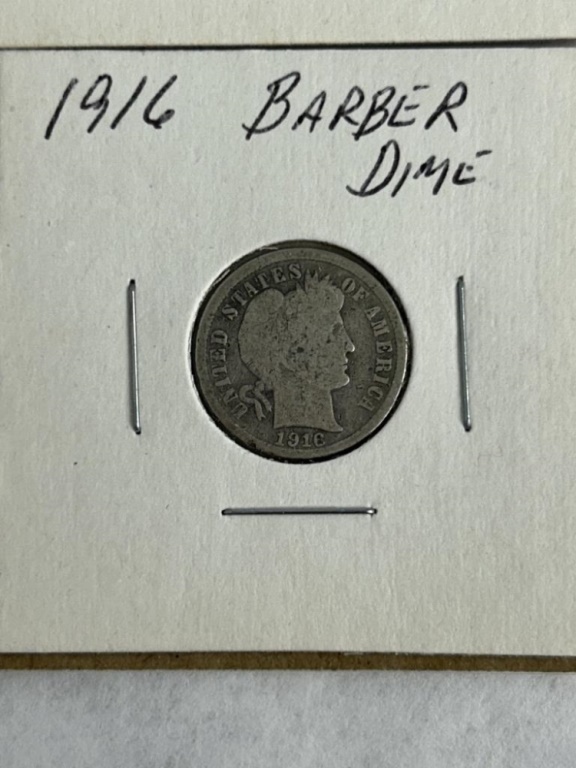 1916 BARBER
DIME
UNITED STATES OF AMERICA
1916